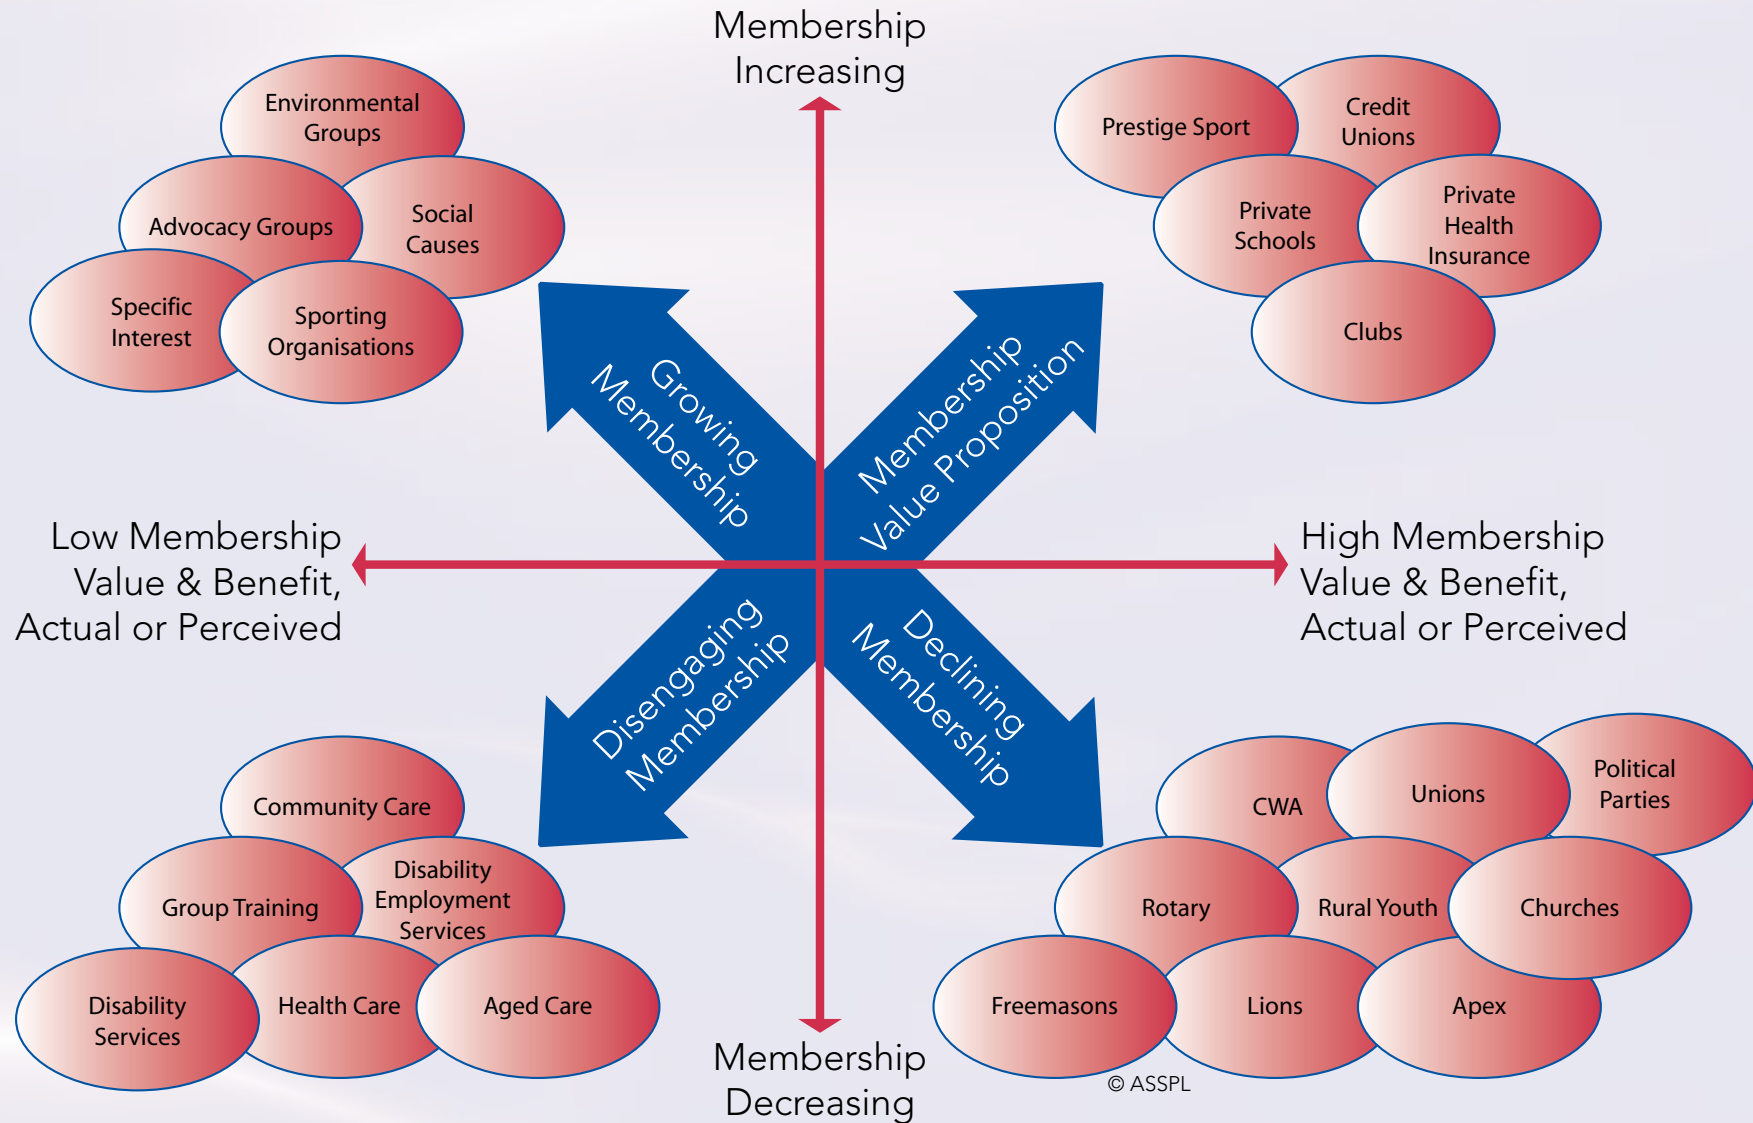 Membership
Increasing
Environmental
Groups
Advocacy Groups
Social
Causes
Specific
Interest
Sporting
Organisations
Prestige Sport
Credit
Unions
Private
Schools
Private
Health
Insurance
Clubs
Growing
Membership
Membership
Value Proposition
Low Membership
Value & Benefit,
Actual or Perceived
High Membership
Value & Benefit,
Actual or Perceived
Disengaging
Membership
Declining
Membership
Community Care
Group Training
Disability
Employment
Services
Disability
Services
Health Care
Aged Care
CWA
Unions
Political
Parties
Rotary
Rural Youth
Churches
Freemasons
Lions
Apex
Membership
Decreasing
© ASSPL